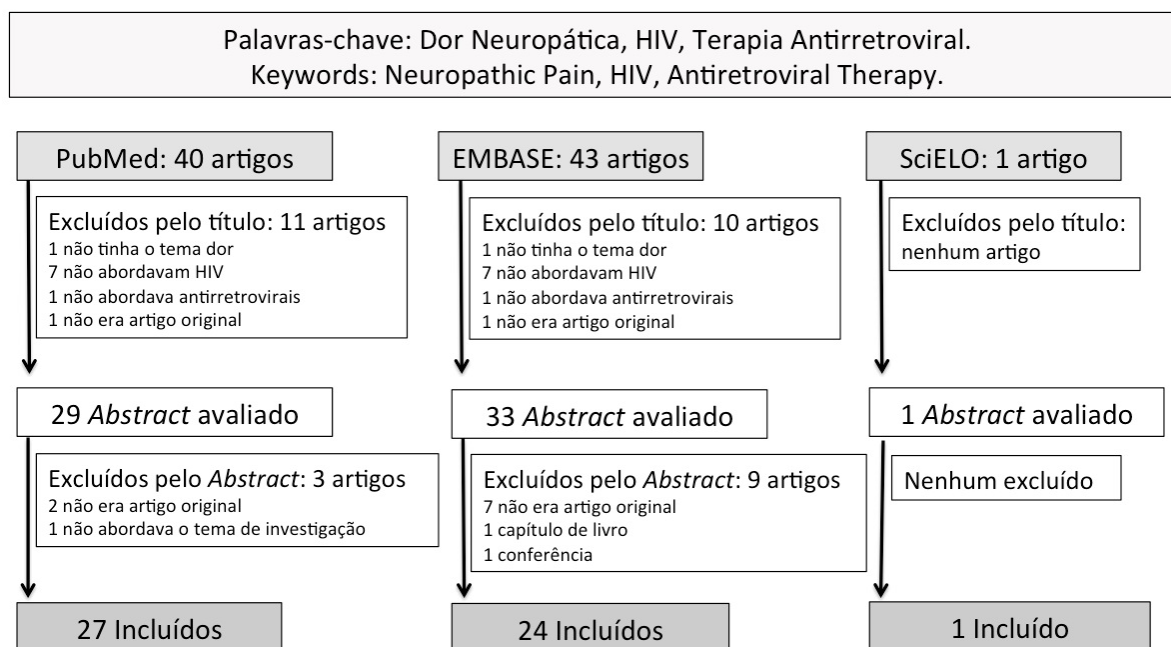 Palavras-chave: Dor Neuropática, HIV, Terapia Antirretroviral.
Keywords: Neuropathic Pain, HIV, Antiretroviral Therapy.
PubMed: 40 artigos
Excluídos pelo título: 11 artigos
1 não tinha o tema dor
7 não abordavam HIV
1 não abordava antirretrovirais
1 não era artigo original
29 Abstract avaliado
Excluídos pelo Abstract: 3 artigos
2 não era artigo original
1 não abordava o tema de investigação
27 Incluídos
EMBASE: 43 artigos
Excluídos pelo título: 10 artigos
1 não tinha o tema dor
7 não abordavam HIV
1 não abordava antirretrovirais
1 não era artigo original
33 Abstract avaliado
Excluídos pelo Abstract: 9 artigos
7 não era artigo original
1 capítulo de livro
1 conferência
24 Incluídos
SciELO: 1 artigo
Excluídos pelo título:
nenhum artigo
1 Abstract avaliado
Nenhum excluído
1 Incluído